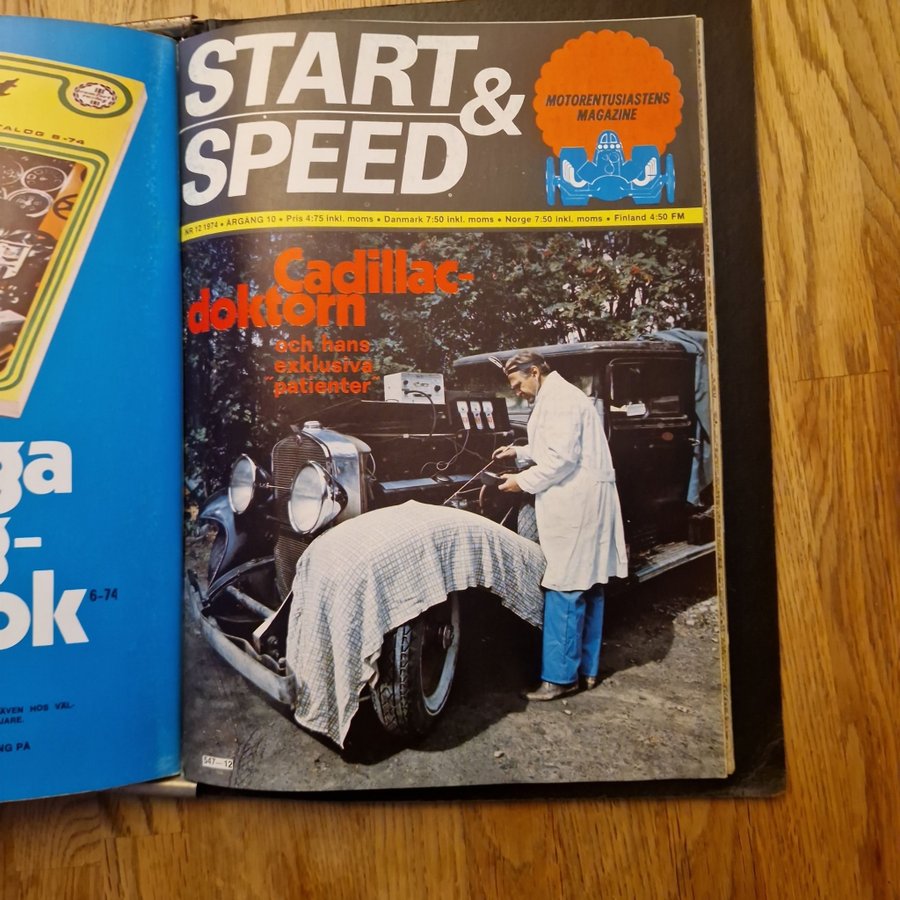 TALOG B-74
ga
g-
ok
6-74
ÄVEN HOS VÄL-
JARE.
NG PÅ
START &
SPEED
MOTORENTUSIASTENS
MAGAZINE
NR 12 1974 • ÅRGÅNG 10 • Pris 4:75 inkl. moms • Danmark 7:50 inkl. moms • Norge 7:50 inkl. moms • Finland 4:50 FM
Cadillac-
doktorn
och hans
exklusiva
"patienter"
547—12